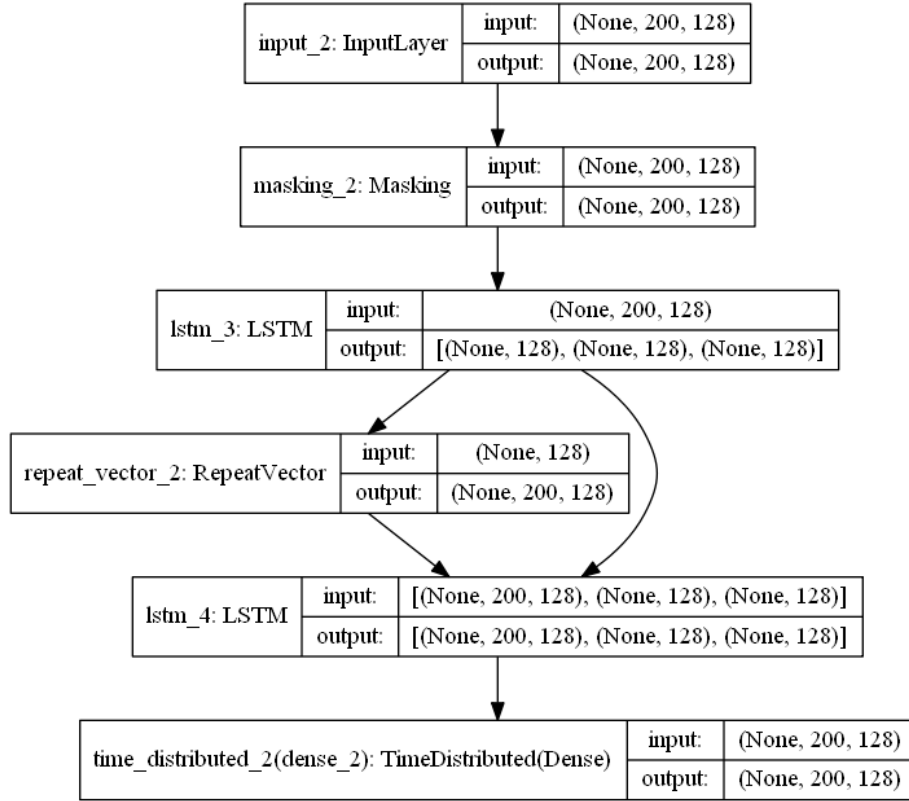 input_2: InputLayer
input: (None, 200, 128)
output: (None, 200, 128)
masking_2: Masking
input: (None, 200, 128)
output: (None, 200, 128)
lstm_3: LSTM
input: (None, 200, 128)
output: [(None, 128), (None, 128), (None, 128)]
repeat_vector_2: RepeatVector
input: (None, 128)
output: (None, 200, 128)
lstm_4: LSTM
input: [(None, 200, 128), (None, 128), (None, 128)]
output: [(None, 200, 128), (None, 128), (None, 128)]
time_distributed_2(dense_2): TimeDistributed(Dense)
input: (None, 200, 128)
output: (None, 200, 128)